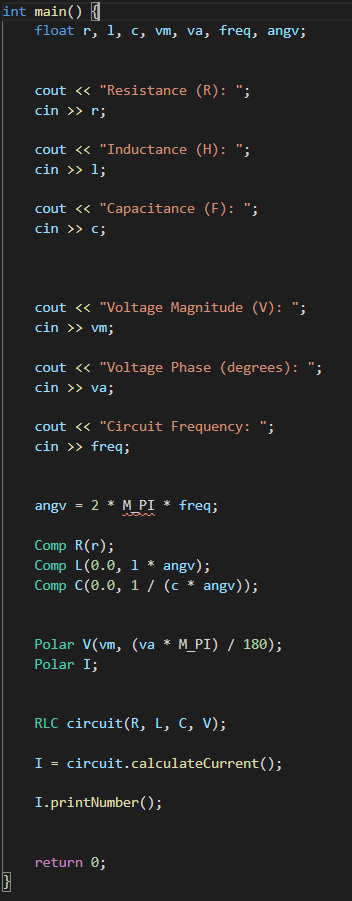 int main() {
float r, l, c, vm, va, freq, angv;
cout << "Resistance (R): ";
cin >> r;
cout << "Inductance (H): ";
cin >> l;
cout << "Capacitance (F): ";
cin >> c;
cout << "Voltage Magnitude (V): ";
cin >> vm;
cout << "Voltage Phase (degrees): ";
cin >> va;
cout << "Circuit Frequency: ";
cin >> freq;
angv = 2 * M_PI * freq;
Comp R(r);
Comp L(0.0, l * angv);
Comp C(0.0, 1 / (c * angv));
Polar V(vm, (va * M_PI) / 180);
Polar I;
RLC circuit(R, L, C, V);
I = circuit.calculateCurrent();
I.printNumber();
return 0;
}